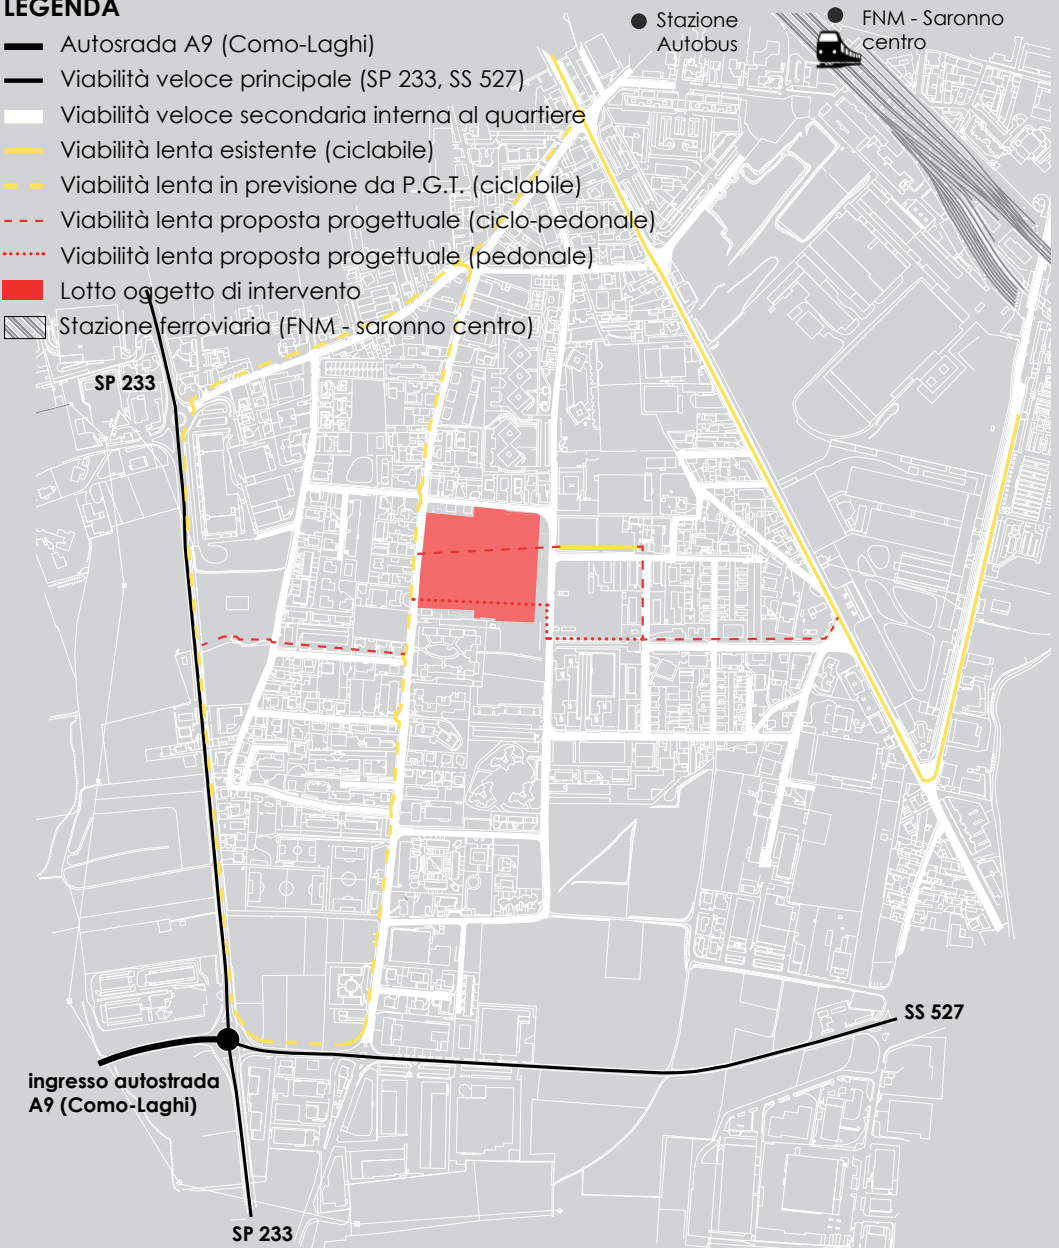 LEGENDA
Autosrada A9 (Como-Laghi)
Viabilità veloce principale (SP 233, SS 527)
Viabilità veloce secondaria interna al quartiere
Viabilità lenta esistente (ciclabile)
Viabilità lenta in previsione da P.G.T. (ciclabile)
Viabilità lenta proposta progettuale (ciclo-pedonale)
Viabilità lenta proposta progettuale (pedonale)
Lotto oggetto di intervento
Stazione ferroviaria (FNM - saronno centro)
Stazione
Autobus
FNM - Saronno
centro
SP 233
SS 527
ingresso autostrada
A9 (Como-Laghi)
SP 233